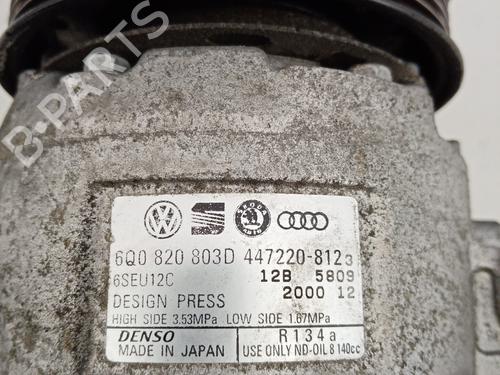 6Q0 820 803D 447220-8123
6SEU12C 12B 5809
DESIGN PRESS 2000 12
HIGH SIDE 3.53MPa LOW SIDE 1.67MPa
DENSO R134a
MADE IN JAPAN USE ONLY ND-OIL 8 140cc
B-PARTS